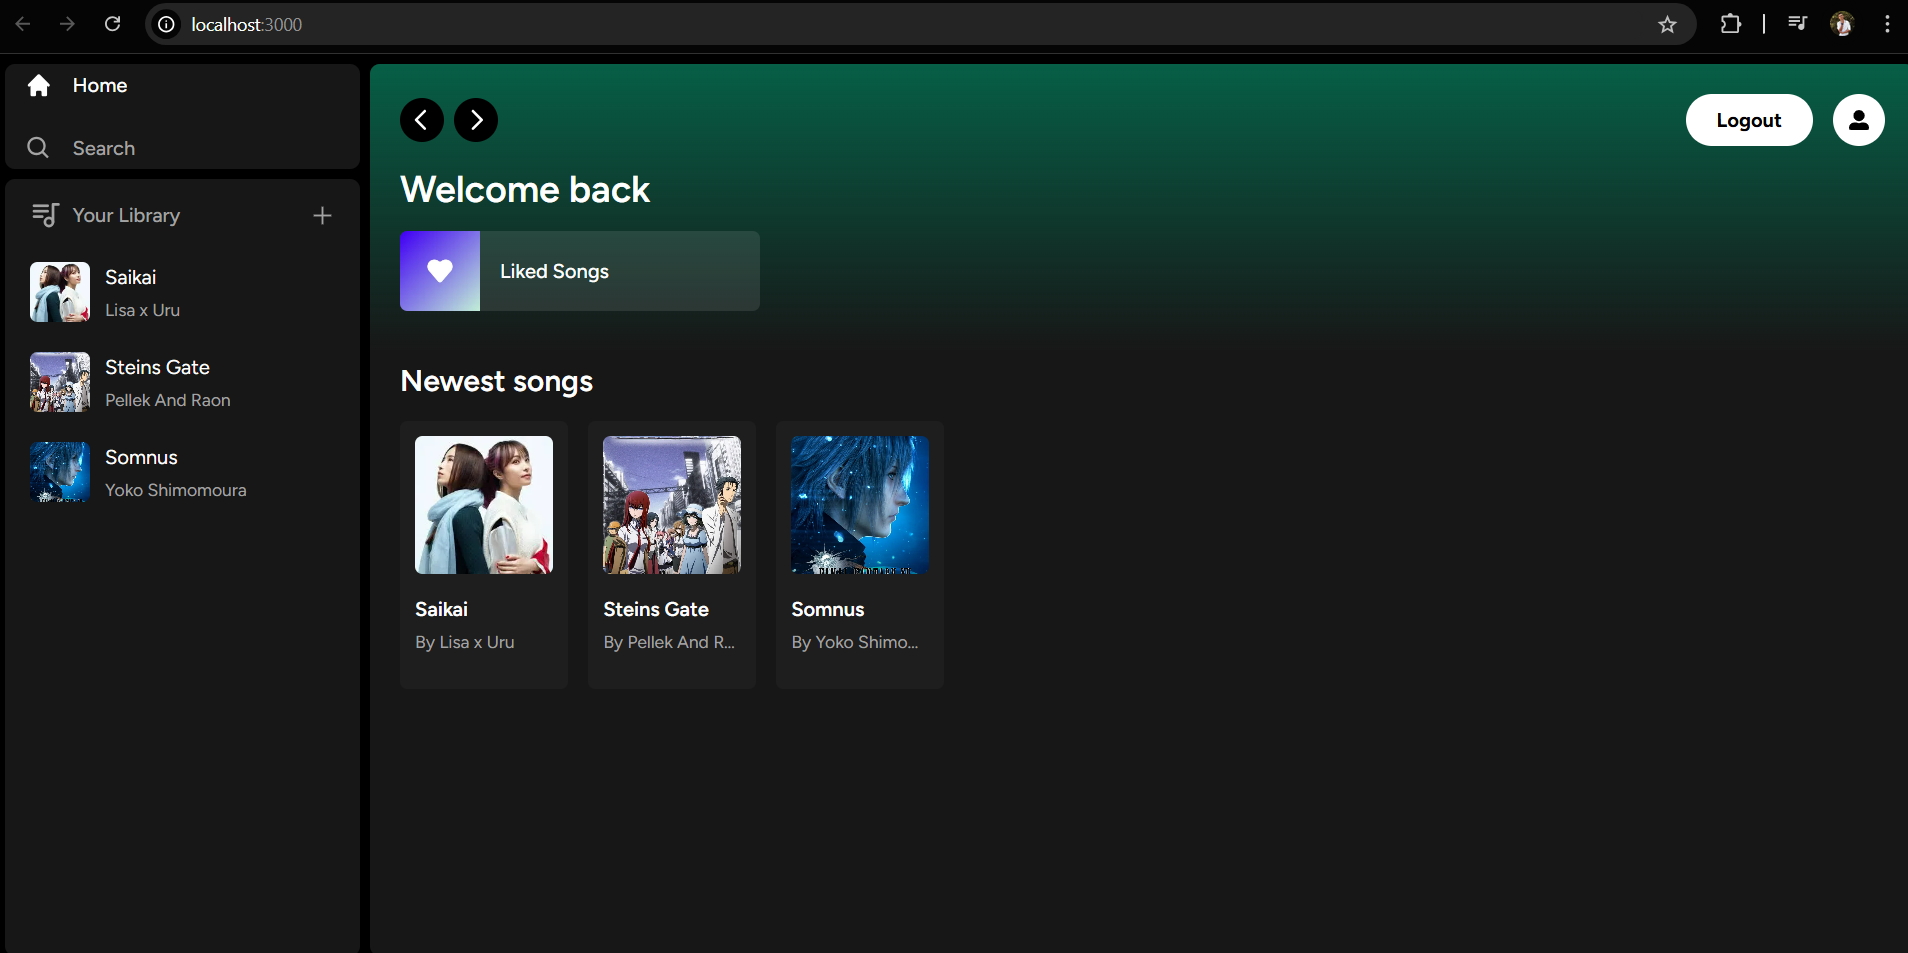 localhost:3000
Home
Search
Your Library
Saikai
Lisa x Uru
Steins Gate
Pellek And Raon
Somnus
Yoko Shimomoura
Logout
Welcome back
Liked Songs
Newest songs
Saikai
By Lisa x Uru
Steins Gate
By Pellek And R...
Somnus
By Yoko Shimo...